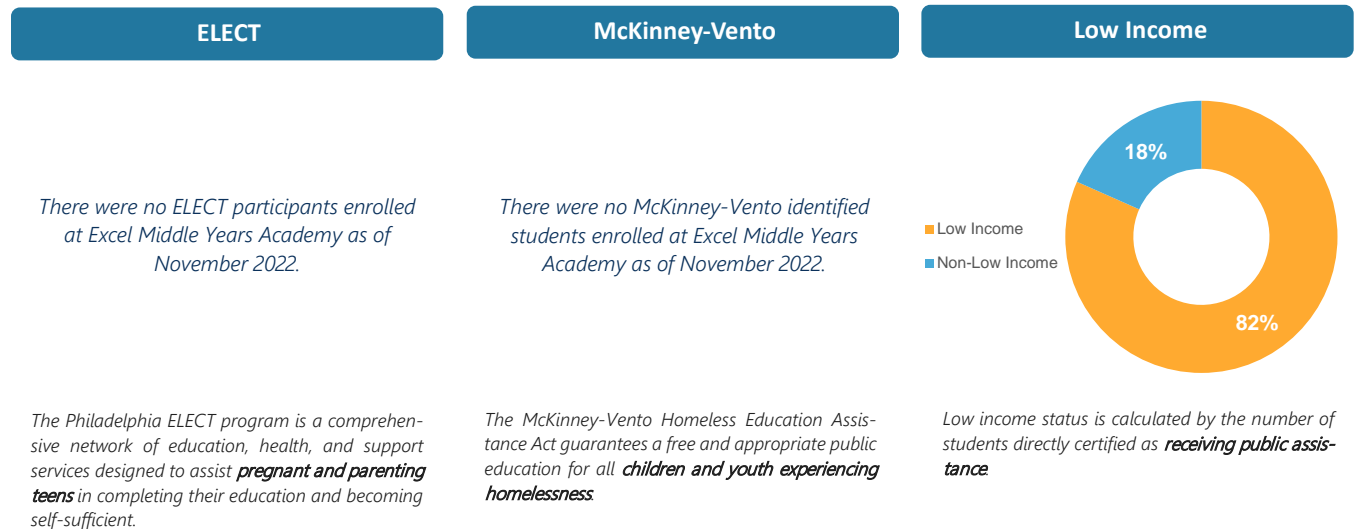 ELECT
There were no ELECT participants enrolled
at Excel Middle Years Academy as of
November 2022.
The Philadelphia ELECT program is a comprehen-
sive network of education, health, and support
services designed to assist pregnant and parenting
teens in completing their education and becoming
self-sufficient.
McKinney-Vento
There were no McKinney-Vento identified
students enrolled at Excel Middle Years
Academy as of November 2022.
The McKinney-Vento Homeless Education Assis-
tance Act guarantees a free and appropriate public
education for all children and youth experiencing
homelessness.
Low Income
18%
Low Income
Non-Low Income
82%
Low income status is calculated by the number of
students directly certified as receiving public assis-
tance.